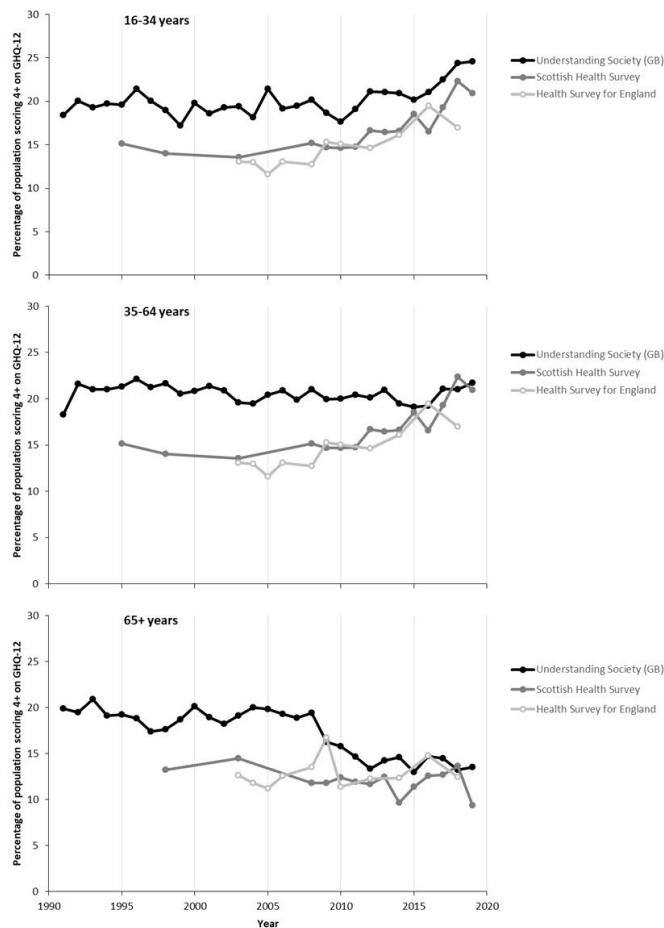 16-34 years
Percentage of population scoring 4+ on GHQ-12
30
25
20
15
10
5
0
Understanding Society (GB)
Scottish Health Survey
Health Survey for England
35-64 years
Percentage of population scoring 4+ on GHQ-12
30
25
20
15
10
5
0
Understanding Society (GB)
Scottish Health Survey
Health Survey for England
65+ years
Percentage of population scoring 4+ on GHQ-12
30
25
20
15
10
5
0
Understanding Society (GB)
Scottish Health Survey
Health Survey for England
1990 1995 2000 2005 2010 2015 2020
Year